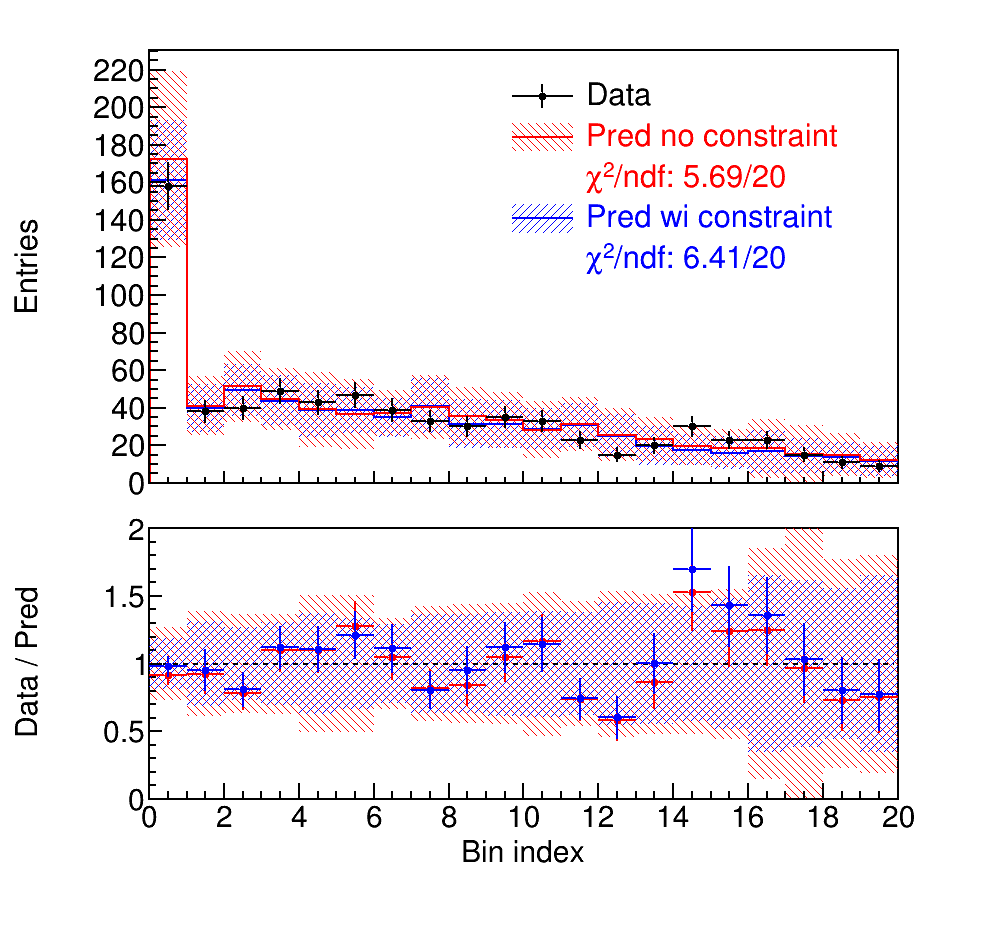 Entries
220
200
180
160
140
120
100
80
60
40
20
0
Data
Pred no constraint
χ²/ndf: 5.69/20
Pred wi constraint
χ²/ndf: 6.41/20
Data / Pred
2
1.5
1
0.5
0
0 2 4 6 8 10 12 14 16 18 20
Bin index